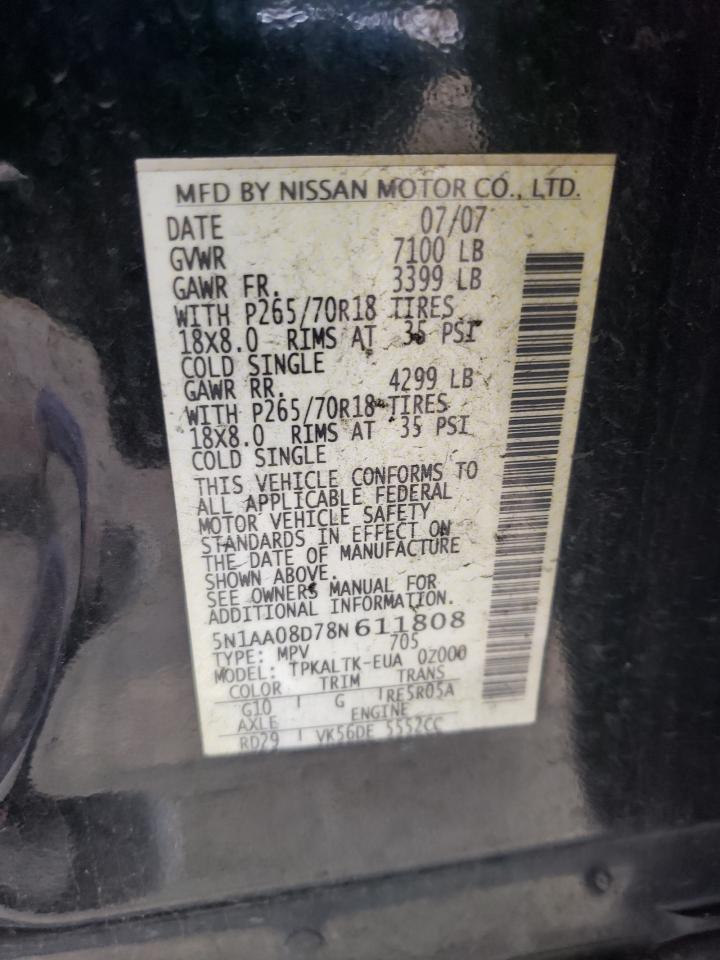 MFD BY NISSAN MOTOR CO., LTD.
DATE 07/07
GVWR 7100 LB
GAWR FR. 3399 LB
WITH P265/70R18 TIRES
18X8.0 RIMS AT 35 PSI
COLD SINGLE
GAWR RR. 4299 LB
WITH P265/70R18 TIRES
18X8.0 RIMS AT 35 PSI
COLD SINGLE
THIS VEHICLE CONFORMS TO
ALL APPLICABLE FEDERAL
MOTOR VEHICLE SAFETY
STANDARDS IN EFFECT ON
THE DATE OF MANUFACTURE
SHOWN ABOVE.
SEE OWNERS MANUAL FOR
ADDITIONAL INFORMATION.
5N1AA08D78N611808
TYPE: MPV 705
MODEL: TPKALTK-EUA 0Z000
COLOR TRIM TRANS
G10 G RE5R05A
AXLE ENGINE
RD29 VK56DE 5552CC